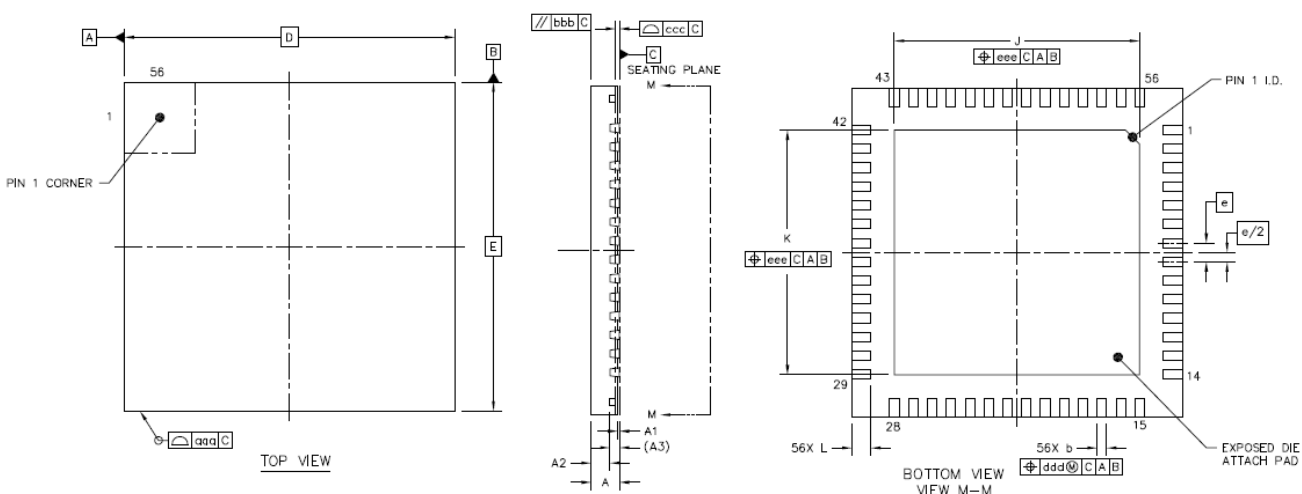 A
D
B
56
1
PIN 1 CORNER
E
aaa C
TOP VIEW
// bbb C
ccc C
C
SEATING PLANE
M
M
A1
(A3)
A2
A
J
eee C A B
43
56
PIN 1 I.D.
42
1
e
e/2
K
eee C A B
29
14
28
15
56X L
56X b
ddd Ⓜ C A B
EXPOSED DIE
ATTACH PAD
BOTTOM VIEW
VIEW M-M